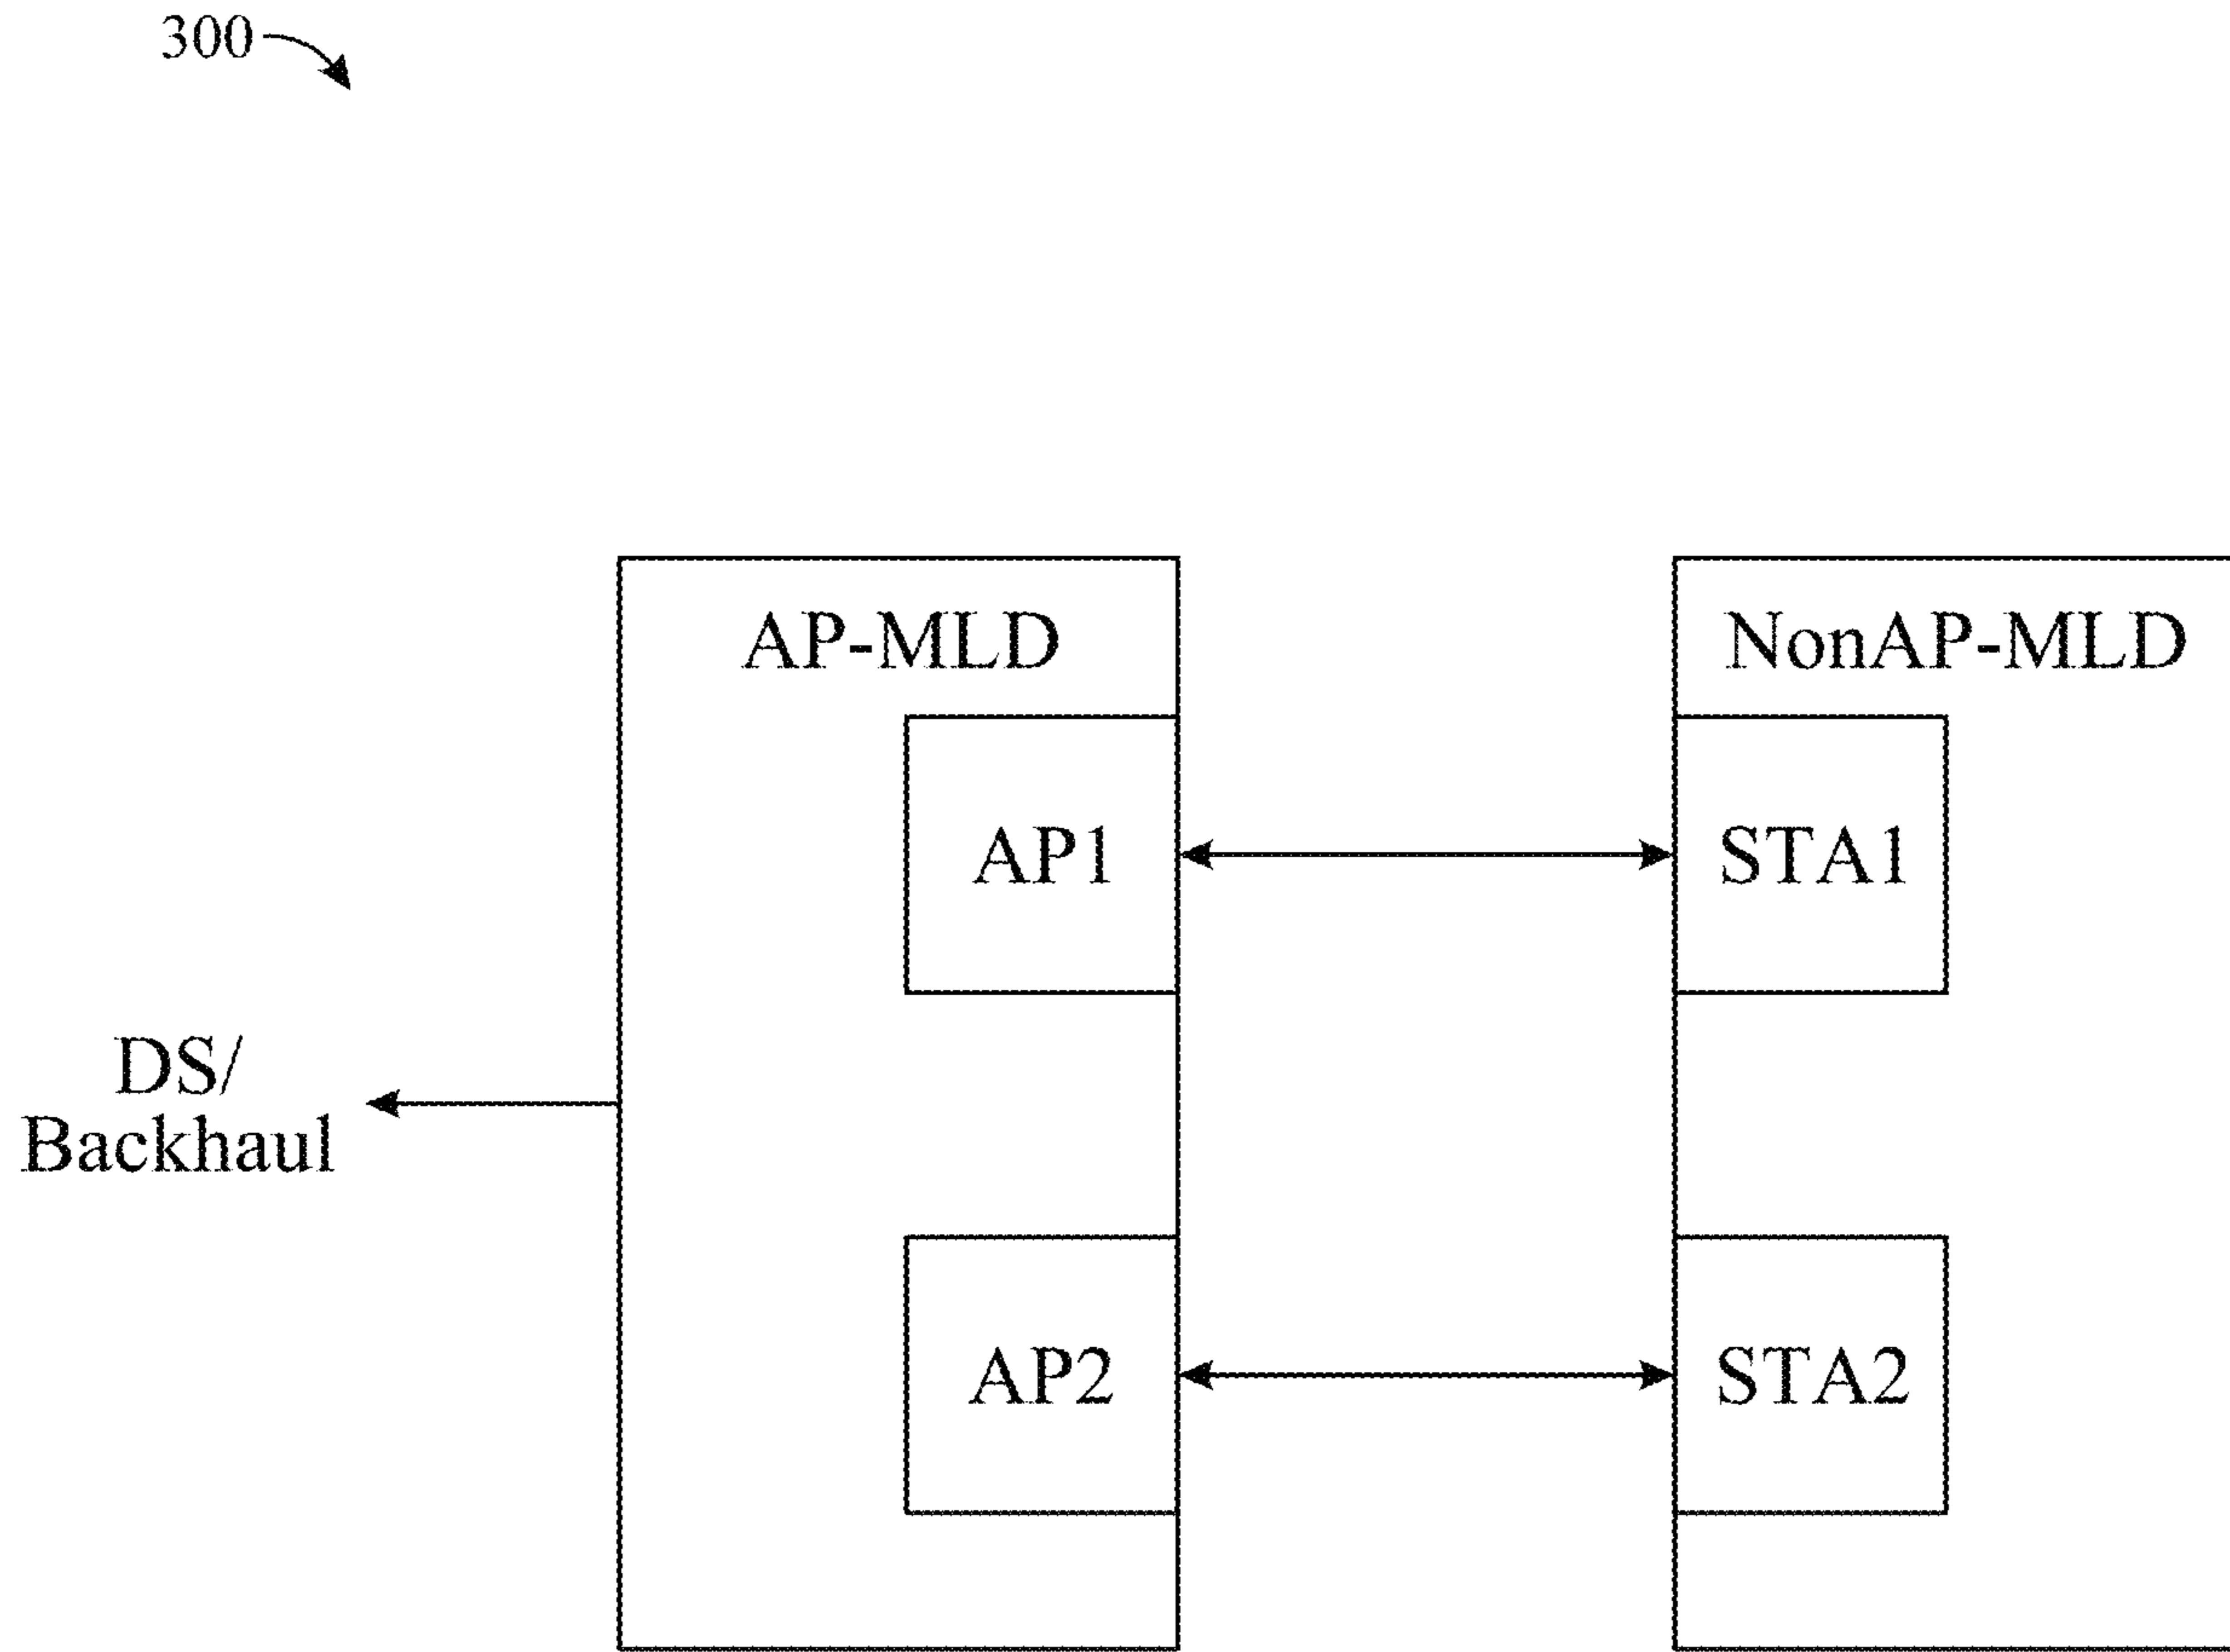 300
AP-MLD
NonAP-MLD
AP1
STA1
DS/
Backhaul
AP2
STA2